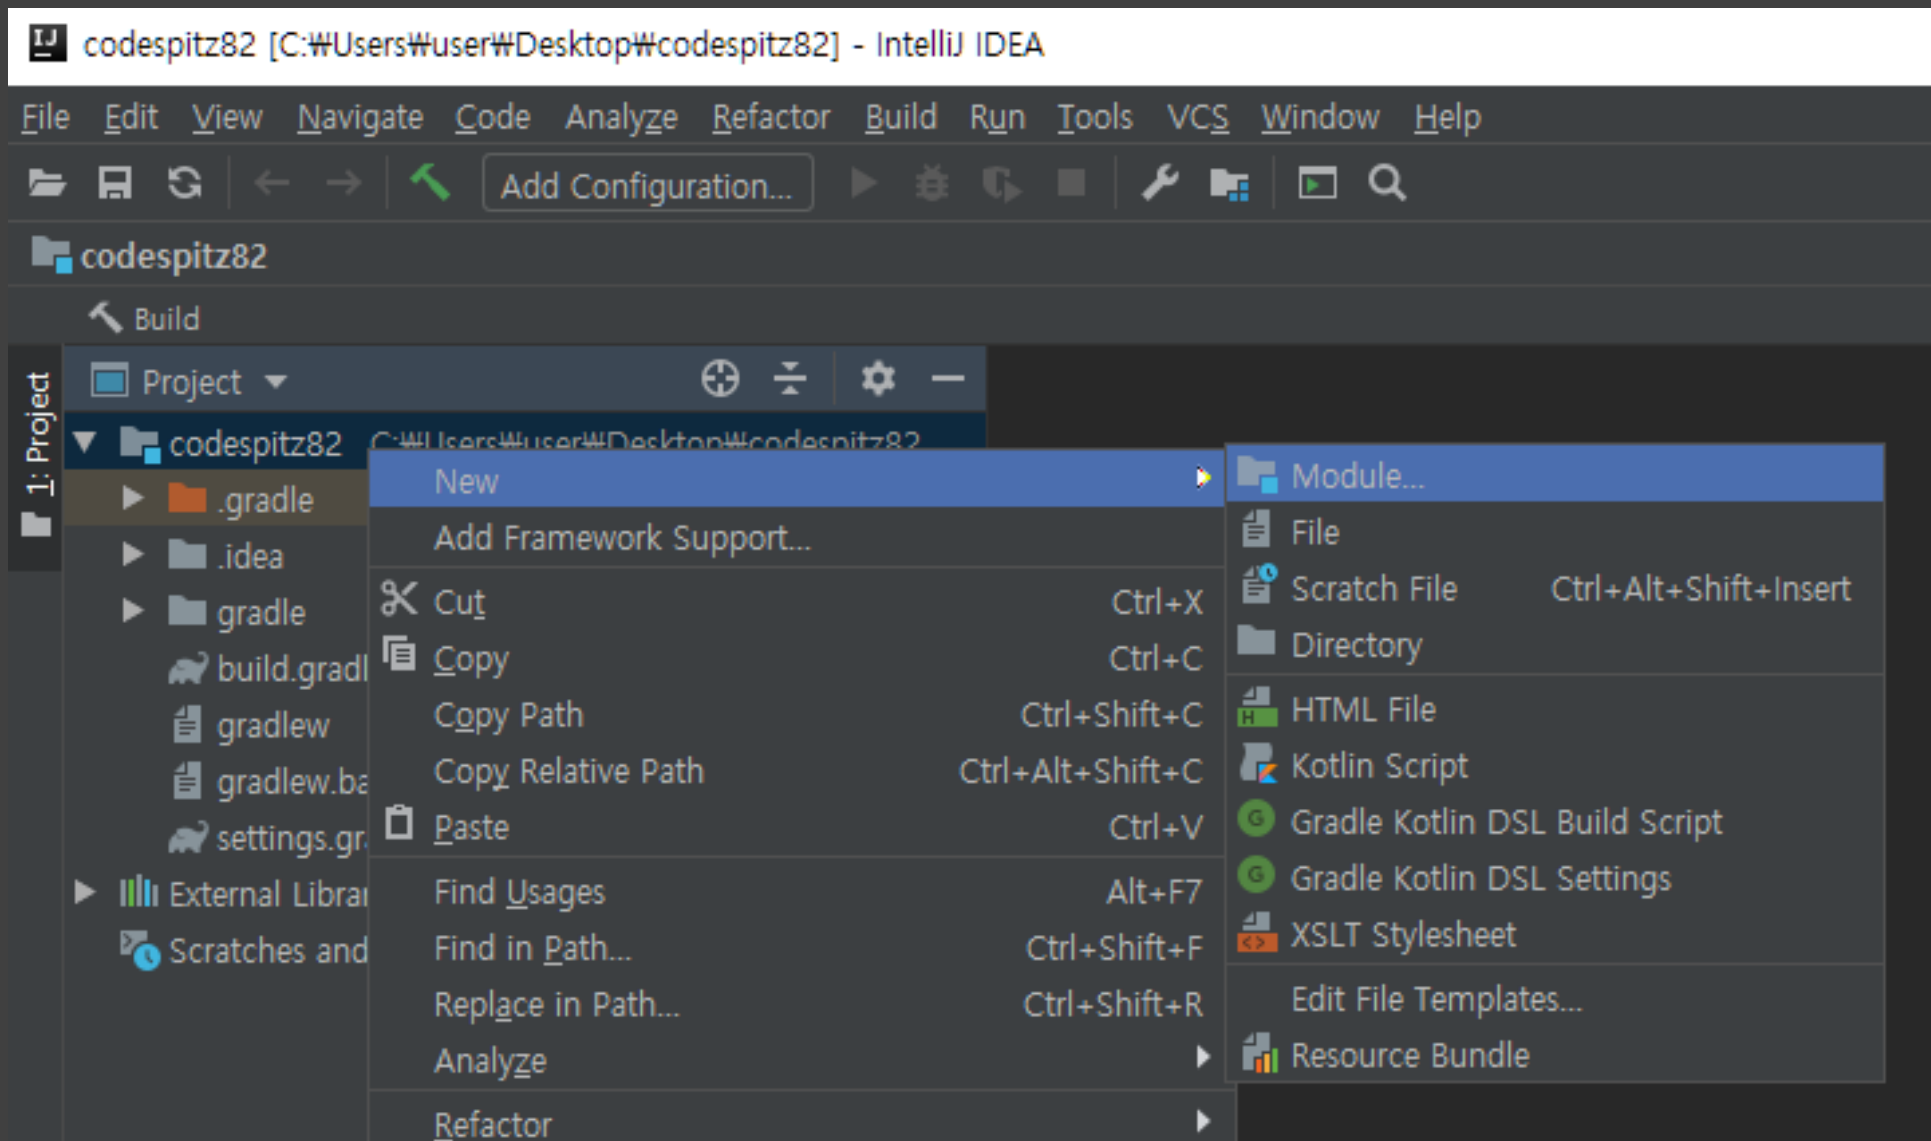 codespitz82 [C:₩Users₩user₩Desktop₩codespitz82] - IntelliJ IDEA
File Edit View Navigate Code Analyze Refactor Build Run Tools VCS Window Help
Add Configuration...
codespitz82
Build
1: Project
Project
codespitz82 C:₩Users₩user₩Desktop₩codespitz82
.gradle
.idea
gradle
build.gradl
gradlew
gradlew.ba
settings.gr
External Librar
Scratches and
New
Add Framework Support...
Cut Ctrl+X
Copy Ctrl+C
Copy Path Ctrl+Shift+C
Copy Relative Path Ctrl+Alt+Shift+C
Paste Ctrl+V
Find Usages Alt+F7
Find in Path... Ctrl+Shift+F
Replace in Path... Ctrl+Shift+R
Analyze
Refactor
Module...
File
Scratch File Ctrl+Alt+Shift+Insert
Directory
HTML File
Kotlin Script
Gradle Kotlin DSL Build Script
Gradle Kotlin DSL Settings
XSLT Stylesheet
Edit File Templates...
Resource Bundle